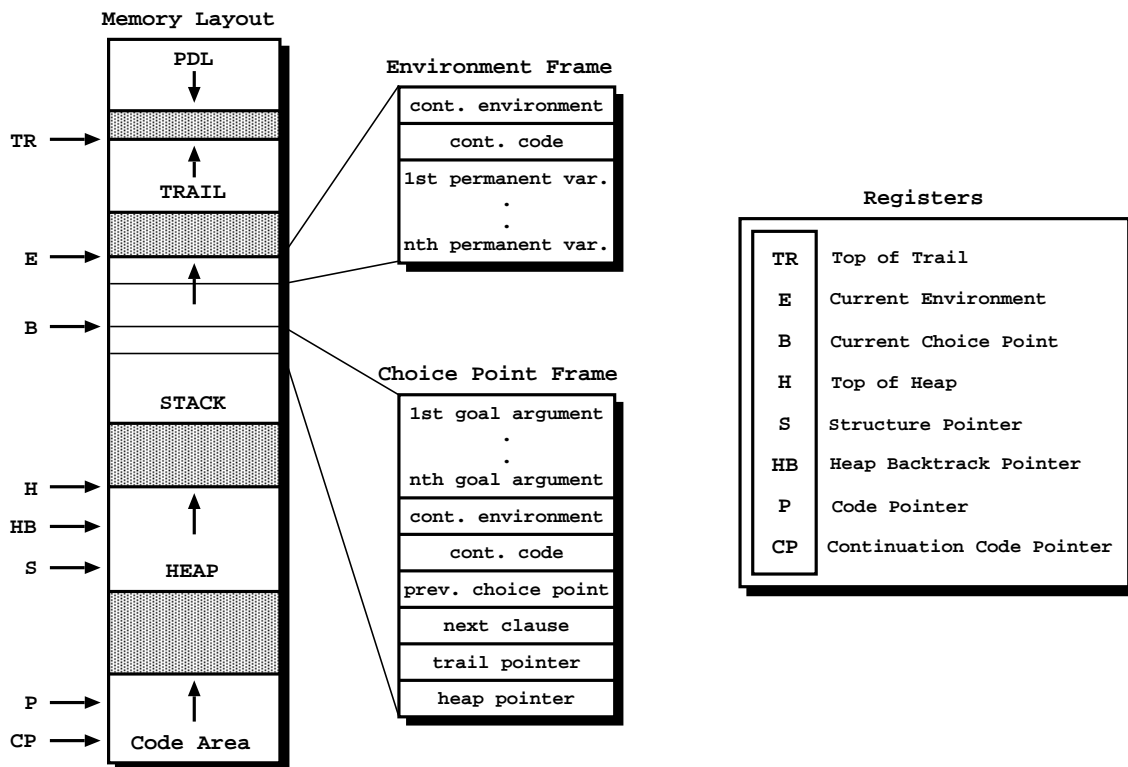 Memory Layout
PDL
TR
TRAIL
E
B
STACK
H
HB
S
HEAP
P
CP
Code Area
Environment Frame
cont. environment
cont. code
1st permanent var.
.
.
nth permanent var.
Choice Point Frame
1st goal argument
.
.
nth goal argument
cont. environment
cont. code
prev. choice point
next clause
trail pointer
heap pointer
Registers
TR Top of Trail
E Current Environment
B Current Choice Point
H Top of Heap
S Structure Pointer
HB Heap Backtrack Pointer
P Code Pointer
CP Continuation Code Pointer